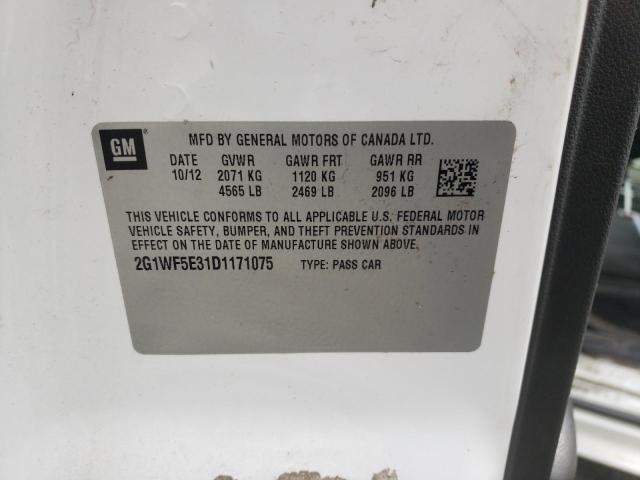 GM
MFD BY GENERAL MOTORS OF CANADA LTD.
DATE GVWR GAWR FRT GAWR RR
10/12 2071 KG 1120 KG 951 KG
4565 LB 2469 LB 2096 LB
THIS VEHICLE CONFORMS TO ALL APPLICABLE U.S. FEDERAL MOTOR
VEHICLE SAFETY, BUMPER, AND THEFT PREVENTION STANDARDS
IN EFFECT ON THE DATE OF MANUFACTURE SHOWN ABOVE.
2G1WF5E31D1171075 TYPE: PASS CAR